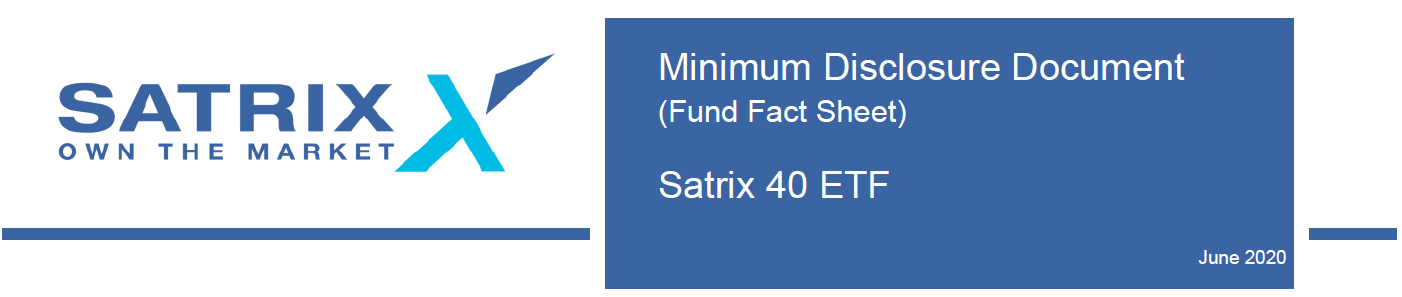 SATRIX
OWN THE MARKET
Minimum Disclosure Document
(Fund Fact Sheet)
Satrix 40 ETF
June 2020